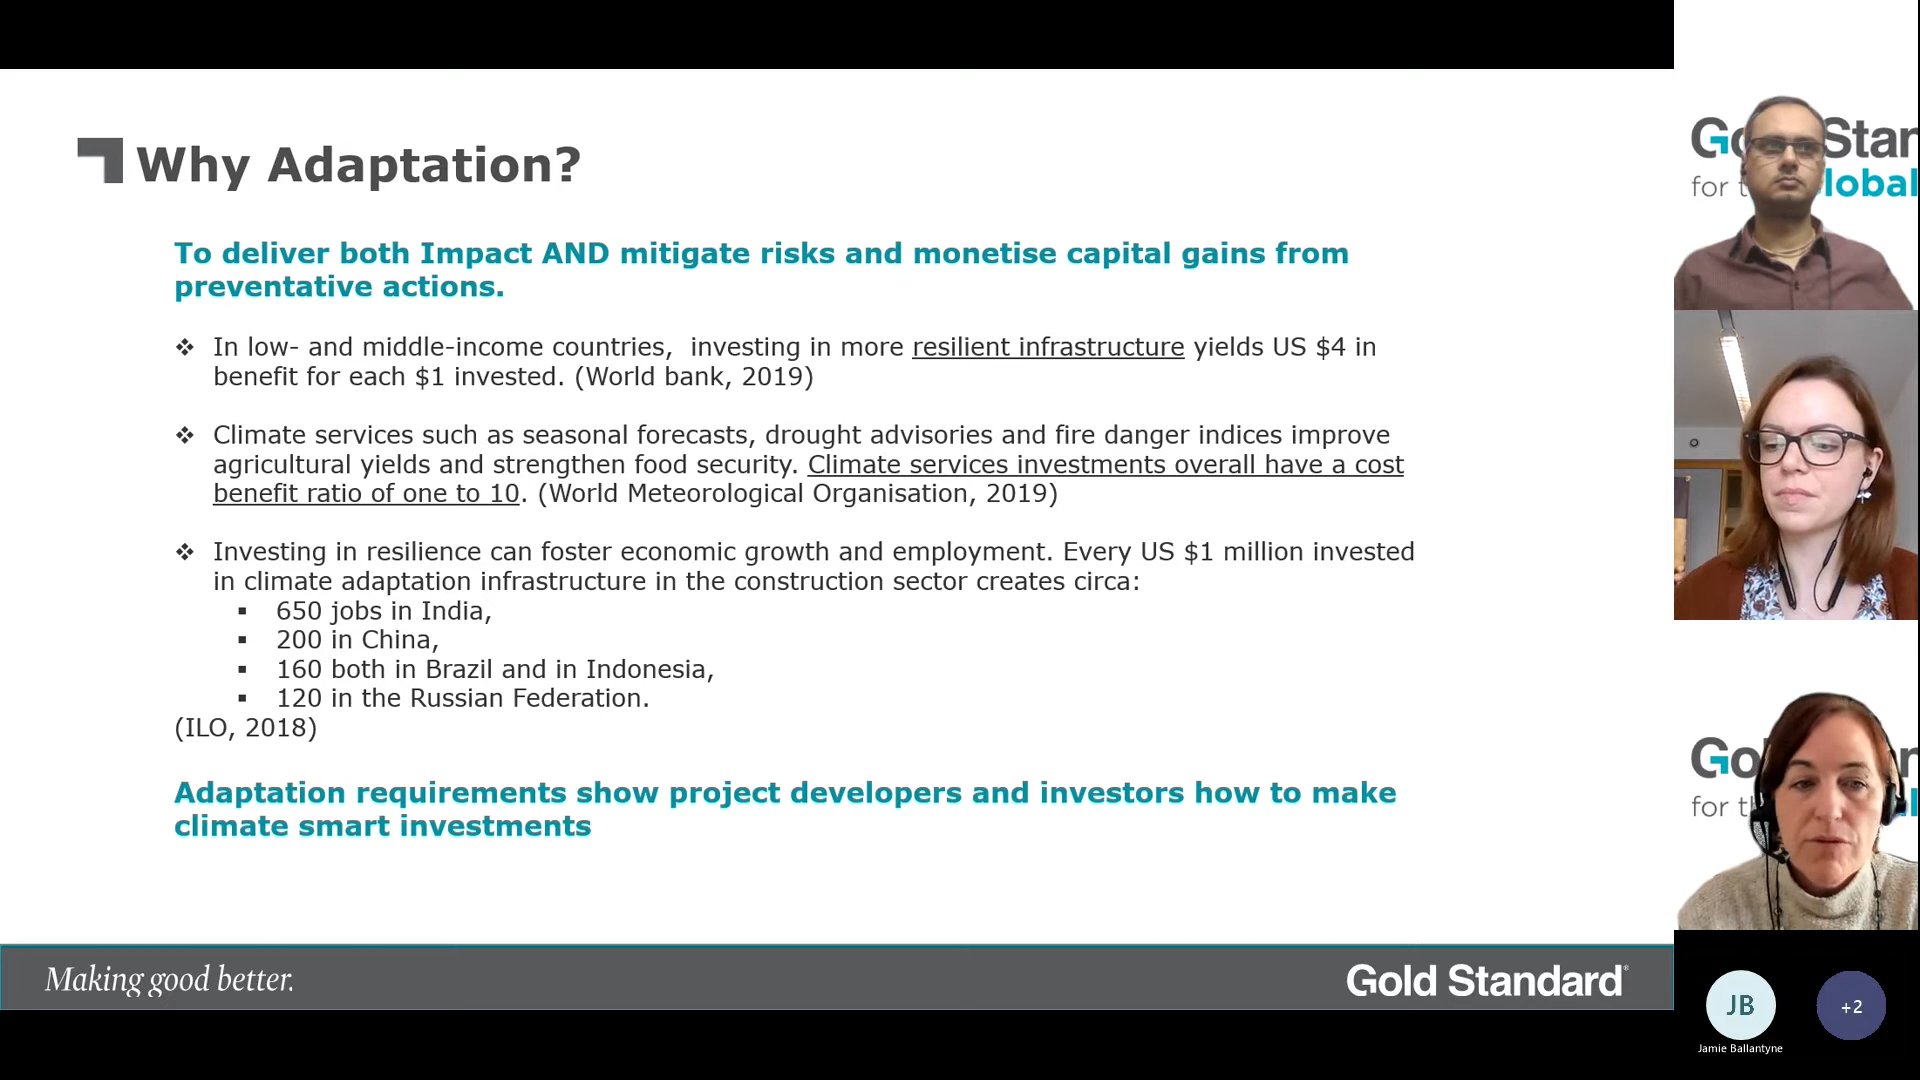 Why Adaptation?
To deliver both Impact AND mitigate risks and monetise capital gains from
preventative actions.
❖ In low- and middle-income countries,  investing in more resilient infrastructure yields US $4 in
benefit for each $1 invested. (World bank, 2019)
❖ Climate services such as seasonal forecasts, drought advisories and fire danger indices improve
agricultural yields and strengthen food security. Climate services investments overall have a cost
benefit ratio of one to 10. (World Meteorological Organisation, 2019)
❖ Investing in resilience can foster economic growth and employment. Every US $1 million invested
in climate adaptation infrastructure in the construction sector creates circa:
▪ 650 jobs in India,
▪ 200 in China,
▪ 160 both in Brazil and in Indonesia,
▪ 120 in the Russian Federation.
(ILO, 2018)
Adaptation requirements show project developers and investors how to make
climate smart investments
Making good better.
Gold Standard®
JB
+2
Jamie Ballantyne